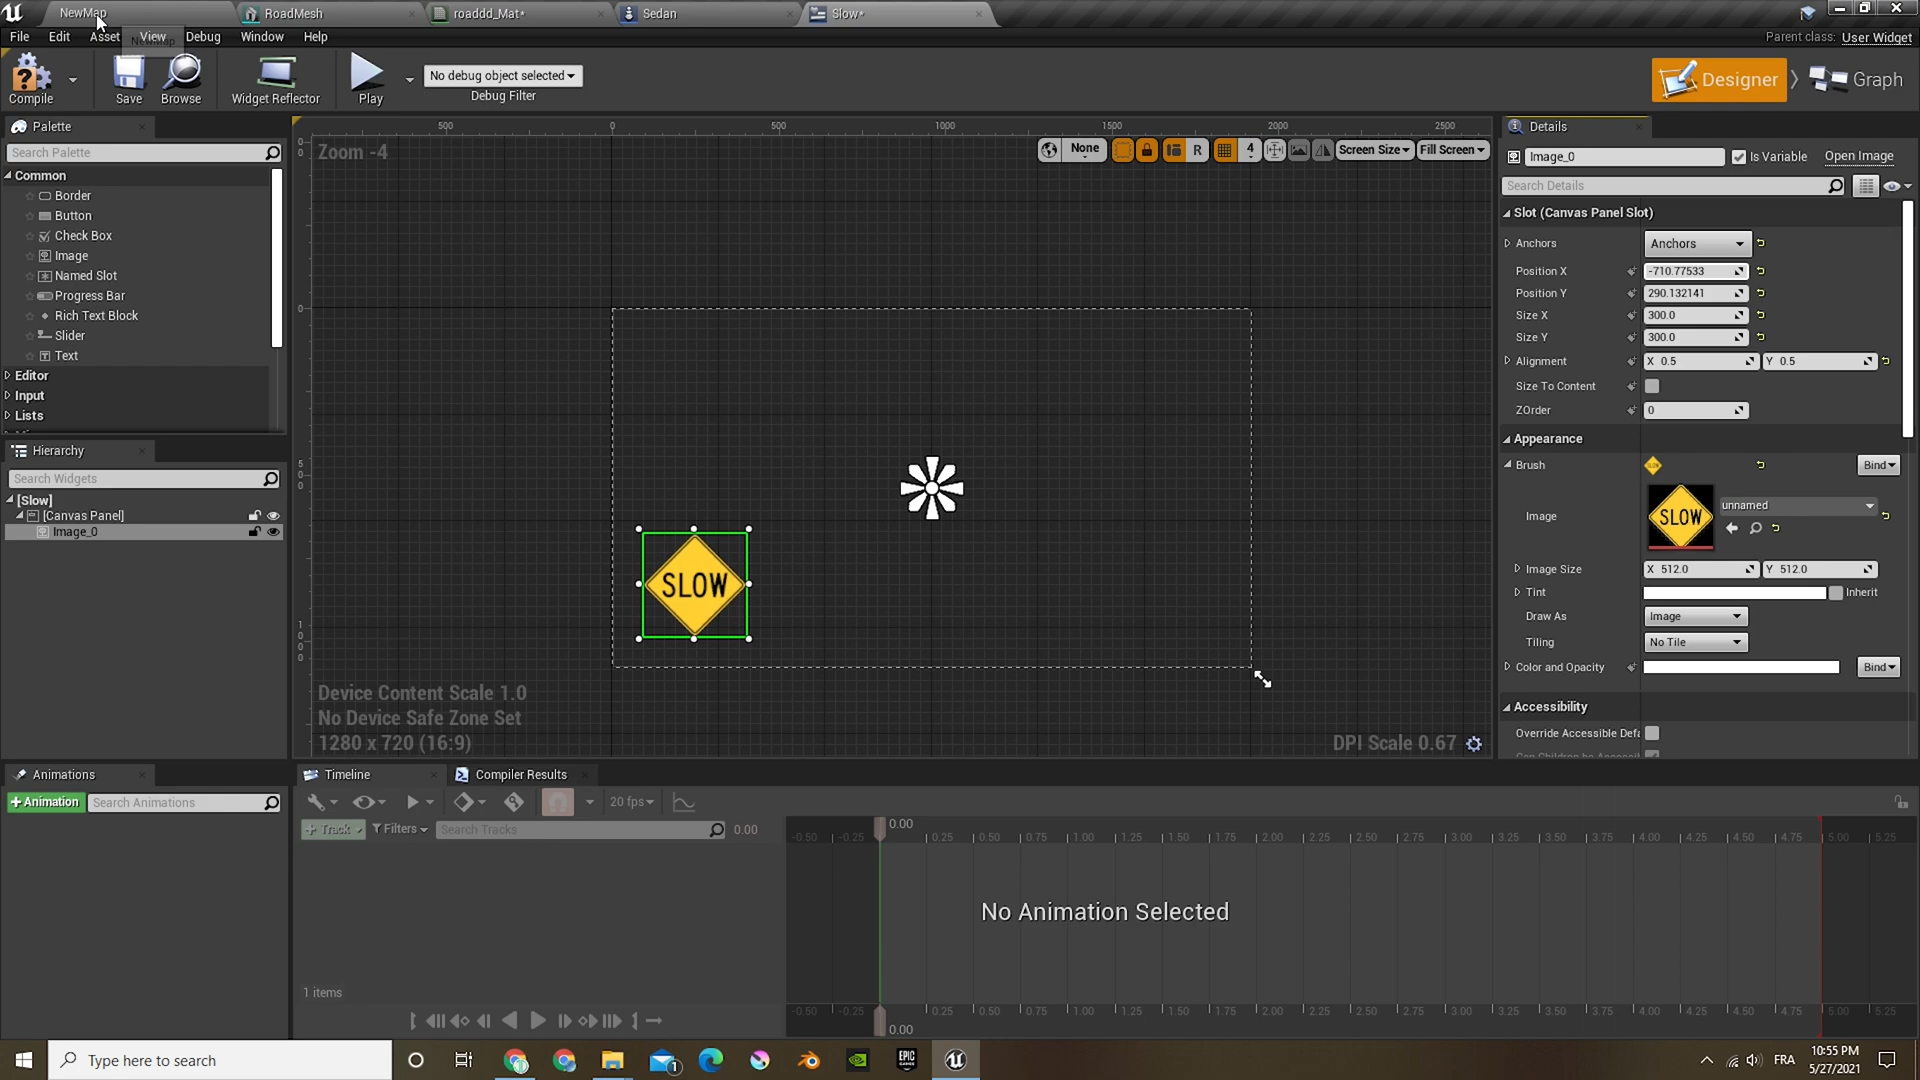 NewMap
RoadMesh
roaddd_Mat*
Sedan
Slow*
File Edit Asset View Debug Window Help
NewMap
Parent class: User Widget
Compile
Save
Browse
Widget Reflector
Play
No debug object selected
Debug Filter
Designer
Graph
Palette
Search Palette
Common
Border
Button
Check Box
Image
Named Slot
Progress Bar
Rich Text Block
Slider
Text
Editor
Input
Lists
Hierarchy
Search Widgets
[Slow]
[Canvas Panel]
Image_0
500 0 500 1000 1500 2000 2500
Zoom -4
None
R
4
Screen Size
Fill Screen
SLOW
Device Content Scale 1.0
No Device Safe Zone Set
1280 x 720 (16:9)
DPI Scale 0.67
Details
Image_0
Is Variable
Open Image
Search Details
Slot (Canvas Panel Slot)
Anchors Anchors
Position X -710.77533
Position Y 290.132141
Size X 300.0
Size Y 300.0
Alignment X 0.5 Y 0.5
Size To Content
ZOrder 0
Appearance
Brush Bind
Image SLOW unnamed
Image Size X 512.0 Y 512.0
Tint Inherit
Draw As Image
Tiling No Tile
Color and Opacity Bind
Accessibility
Override Accessible Defa
Animations
+ Animation
Search Animations
Timeline
Compiler Results
20 fps
+ Track
Filters
Search Tracks
0.00
0.00
-0.50 -0.25 0.25 0.50 0.75 1.00 1.25 1.50 1.75 2.00 2.25 2.50 2.75 3.00 3.25 3.50 3.75 4.00 4.25 4.50 4.75 5.00 5.25
No Animation Selected
1 items
-0.50 -0.25 0.25 0.50 0.75 1.00 1.25 1.50 1.75 2.00 2.25 2.50 2.75 3.00 3.25 3.50 3.75 4.00 4.25 4.50 4.75 5.00 5.25
0.00
Type here to search
1
EPIC
FRA
10:55 PM
5/27/2021